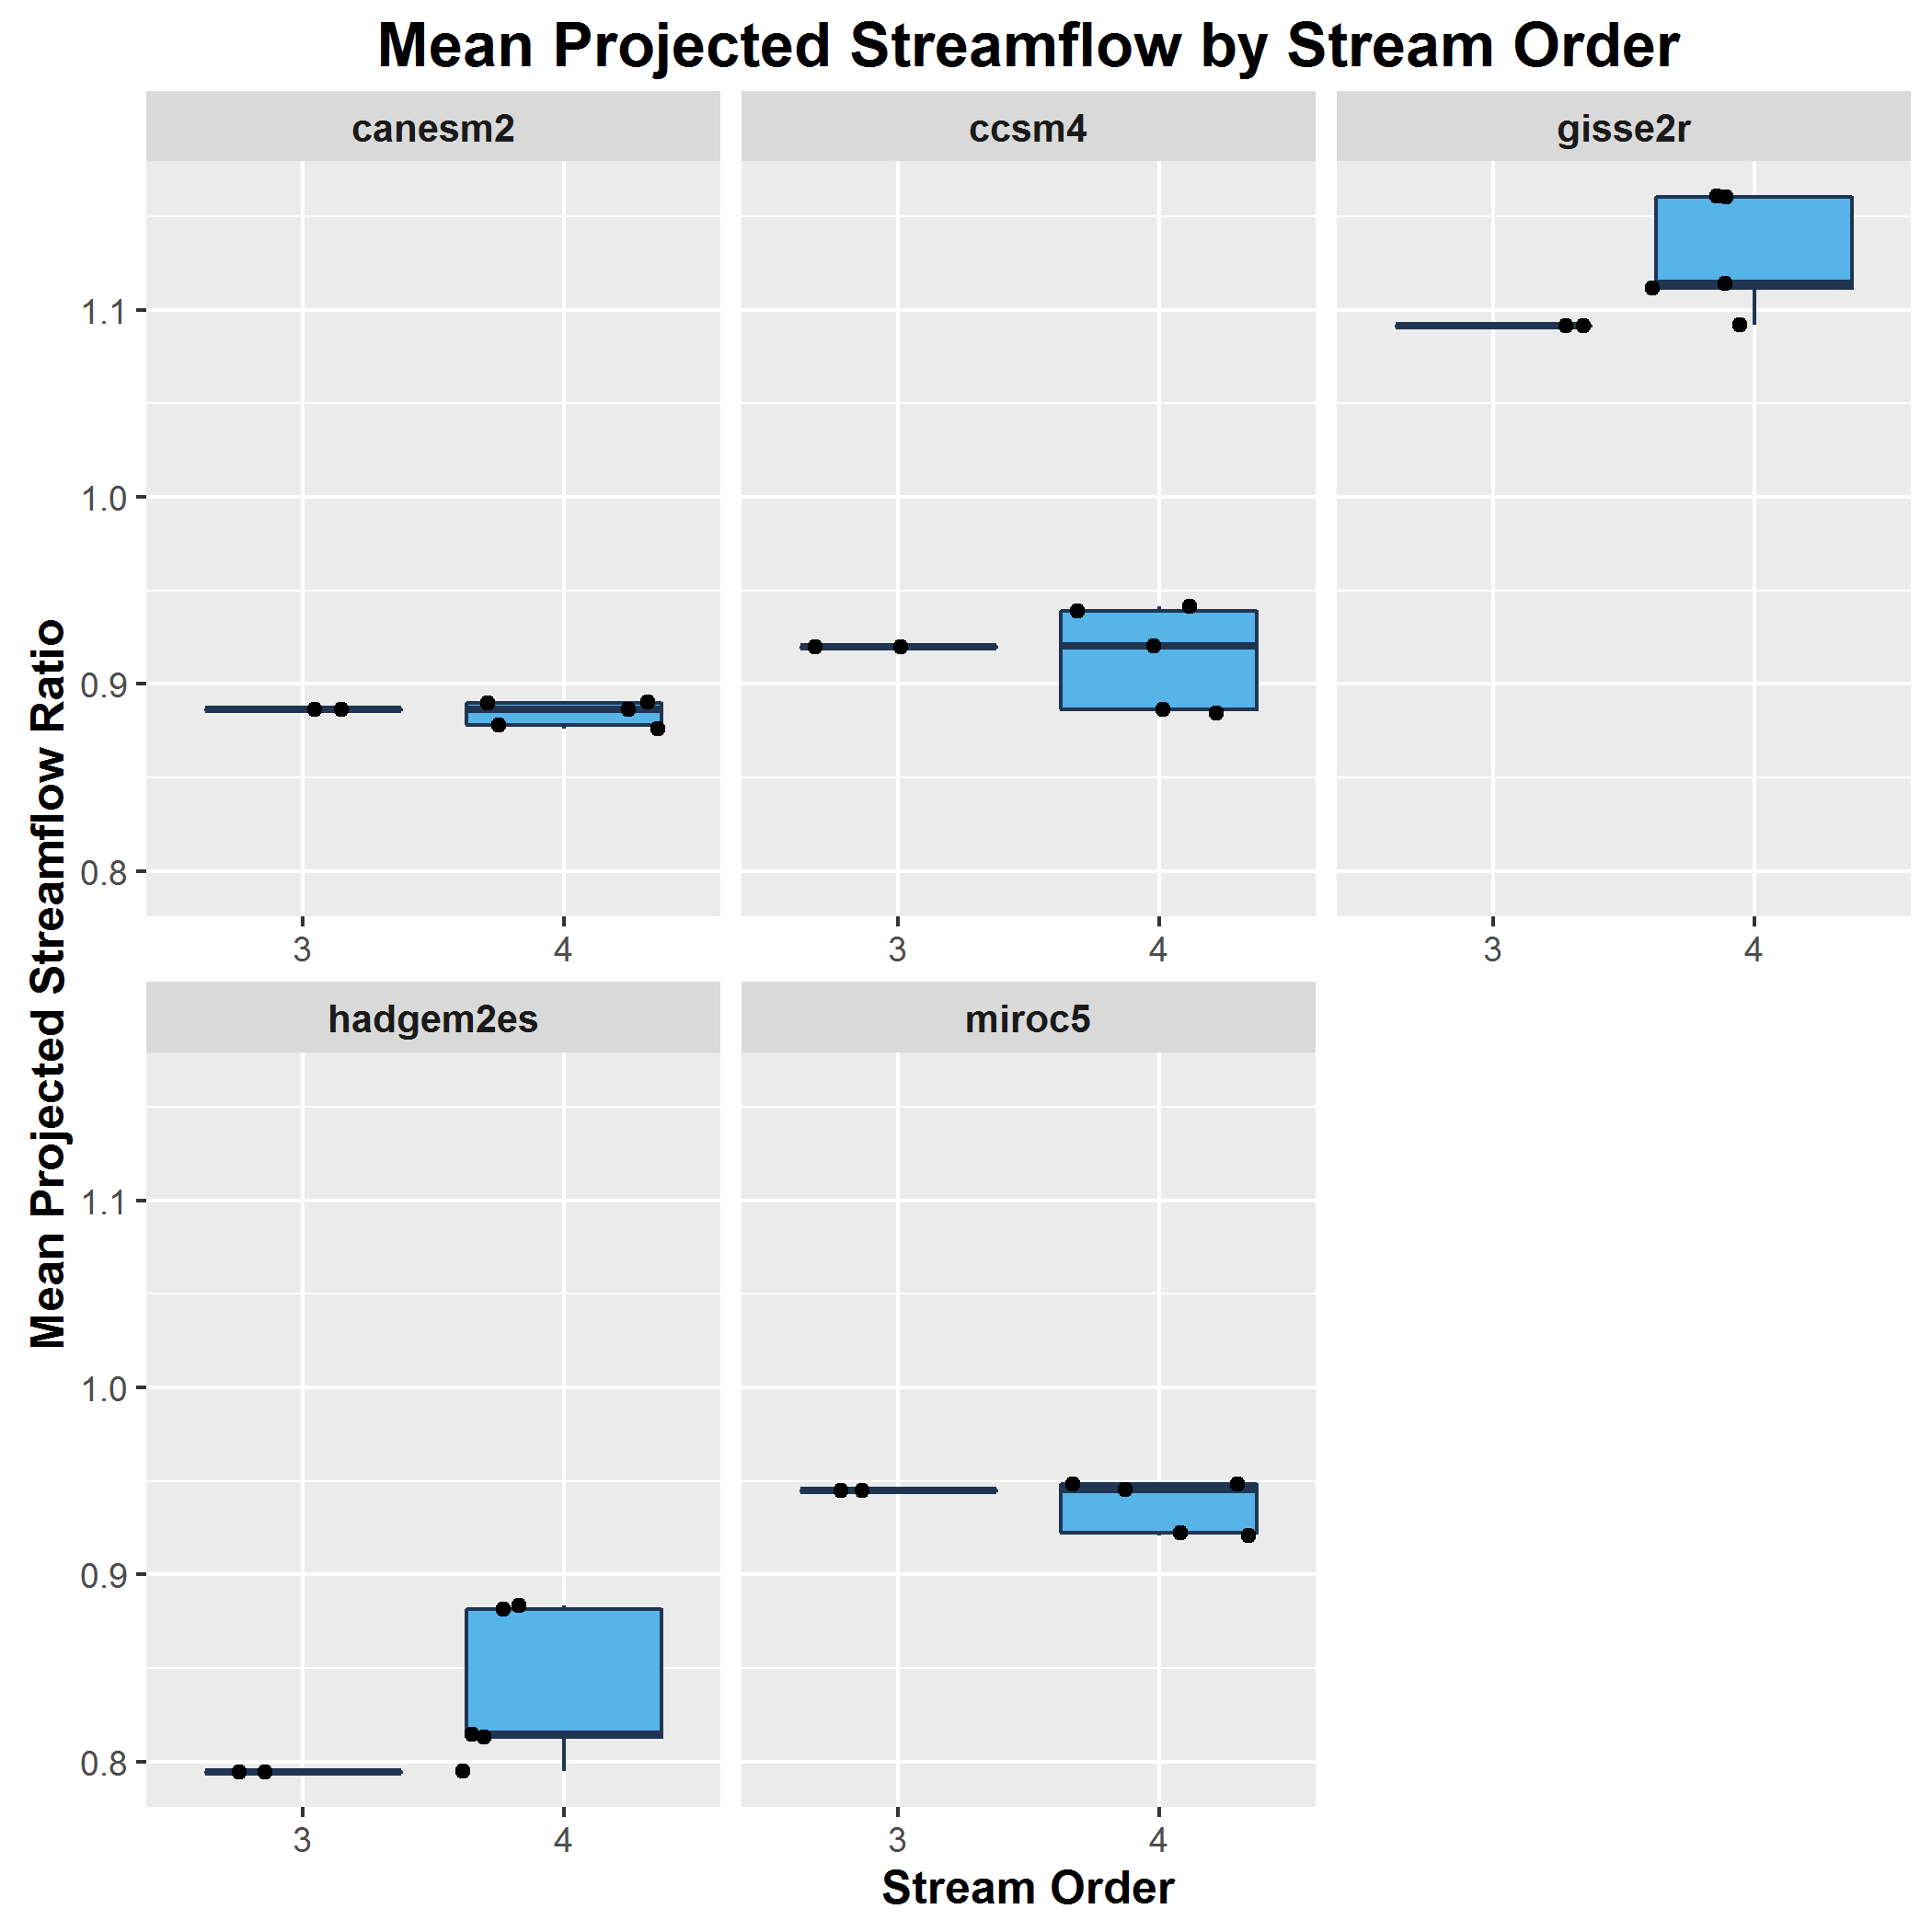 Mean Projected Streamflow by Stream Order
canesm2
ccsm4
gisse2r
1.1
1.0
0.9
0.8
3
4
3
4
3
4
Mean Projected Streamflow Ratio
hadgem2es
miroc5
1.1
1.0
0.9
0.8
3
4
3
4
Stream Order